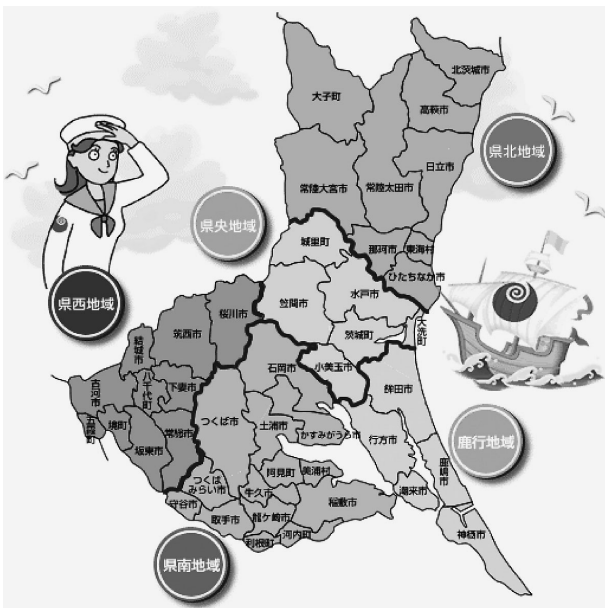 北茨城市
大子町
高萩市
県北地域
日立市
常陸大宮市
常陸太田市
県央地域
城里町
那珂市
東海村
ひたちなか市
県西地域
笠間市
水戸市
桜川市
大洗町
茨城町
筑西市
結城市
石岡市
小美玉市
鉾田市
古河市
八千代町
下妻市
五霞町
境町
常総市
つくば市
土浦市
かすみがうら市
行方市
鹿行地域
坂東市
つくば
みらい市
阿見町
美浦村
鹿嶋市
守谷市
牛久市
稲敷市
潮来市
取手市
龍ケ崎市
河内町
利根町
神栖市
県南地域